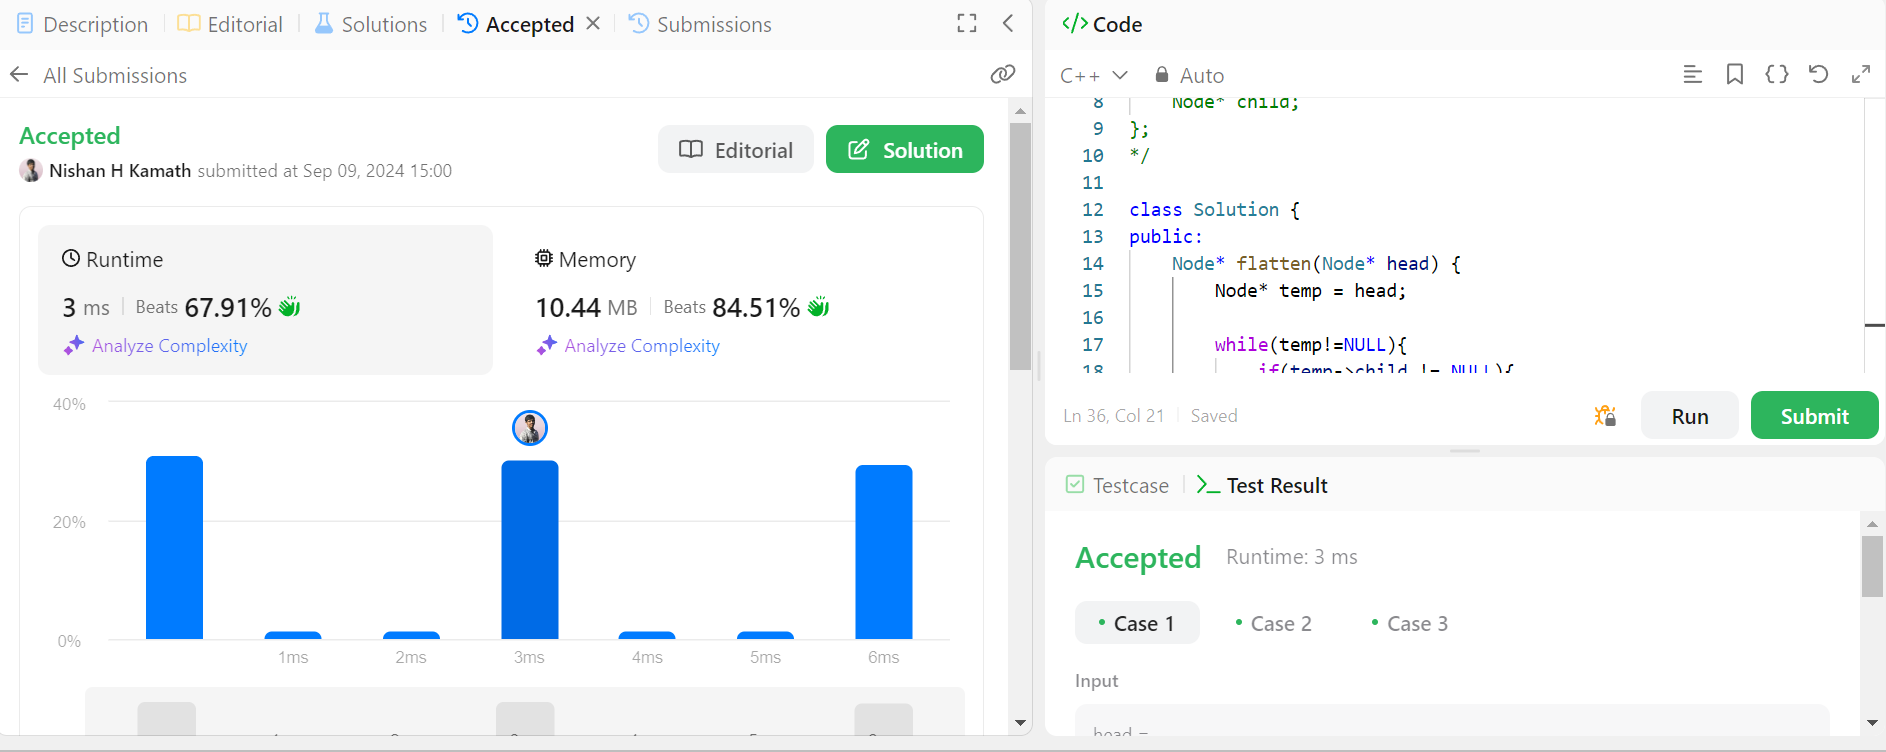 Description Editorial Solutions Accepted Submissions
All Submissions
Accepted
Nishan H Kamath submitted at Sep 09, 2024 15:00
Editorial
Solution
Runtime
3 ms Beats 67.91%
Analyze Complexity
Memory
10.44 MB Beats 84.51%
Analyze Complexity
40%
20%
0%
1ms 2ms 3ms 4ms 5ms 6ms
</> Code
C++ Auto
8 Node* child;
9 };
10 */
11
12 class Solution {
13 public:
14 Node* flatten(Node* head) {
15 Node* temp = head;
16
17 while(temp!=NULL){
18 if(temp->child != NULL){
Ln 36, Col 21 Saved
Run
Submit
Testcase >_ Test Result
Accepted Runtime: 3 ms
Case 1 Case 2 Case 3
Input
head =